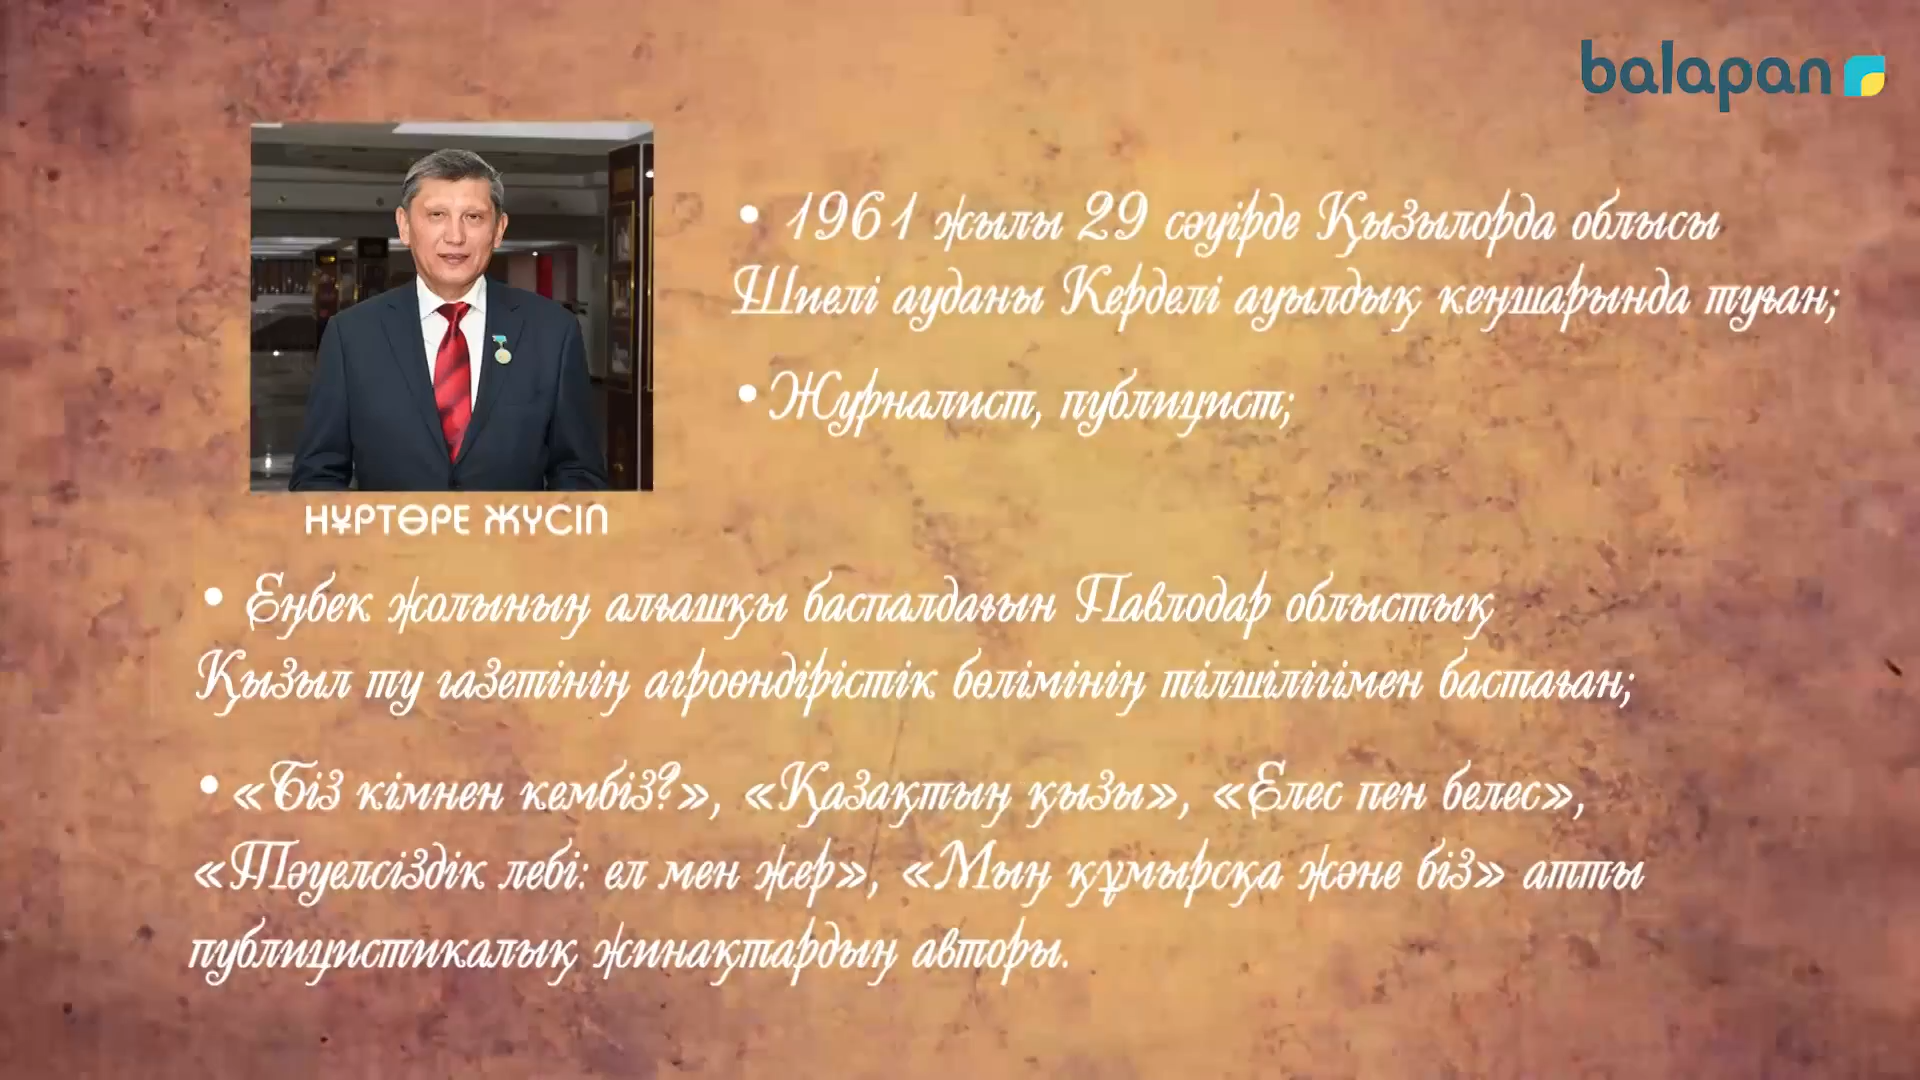 balapan
• 1961 жылы 29 сәуірде Қызылорда облысы
Шиелі ауданы Керделі ауылдық кеңшарында туған;
• Журналист, публицист;
НҰРТӨРЕ ЖҮСІП
• Еңбек жолының алғашқы баспалдағын Павлодар облыстық
Қызыл ту газетінің агроөндірістік бөлімінің тілшілігімен бастаған;
• «Біз кімнен кембіз?», «Қазақтың қызы», «Елес пен белес»,
«Тәуелсіздік лебі: ел мен жер», «Мың құмырсқа және біз» атты
публицистикалық жинақтардың авторы.